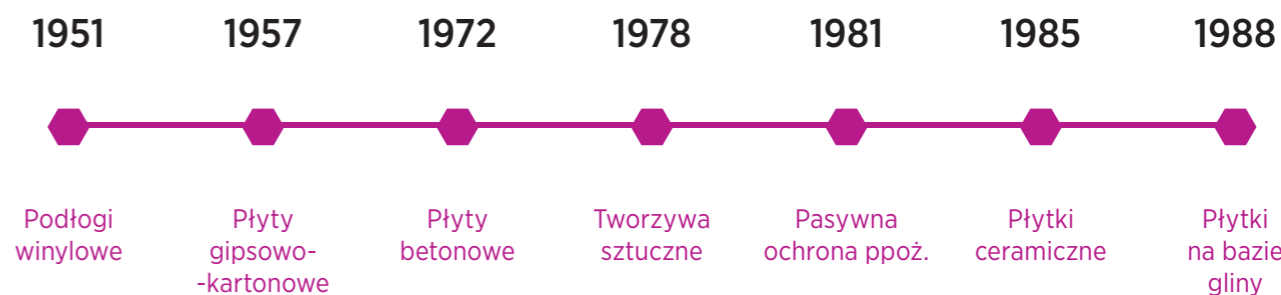 1951 1957 1972 1978 1981 1985 1988
Podłogi
winylowe
Płyty
gipsowo-
-kartonowe
Płyty
betonowe
Tworzywa
sztuczne
Pasywna
ochrona ppoż.
Płytki
ceramiczne
Płytki
na bazie
gliny